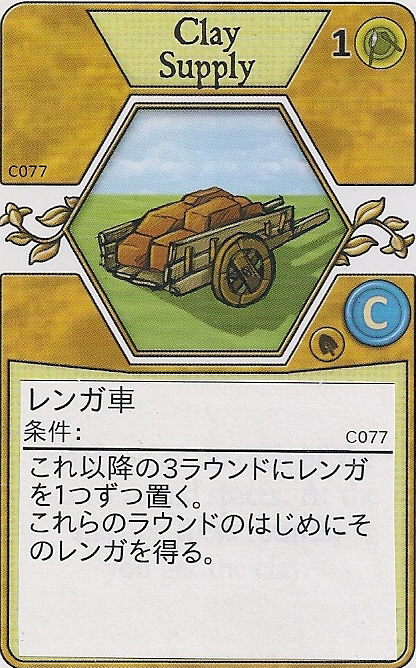 Clay
Supply
1
C077
C
レンガ車
条件:
C077
これ以降の3ラウンドにレンガ
を1つずつ置く。
これらのラウンドのはじめにそ
のレンガを得る。